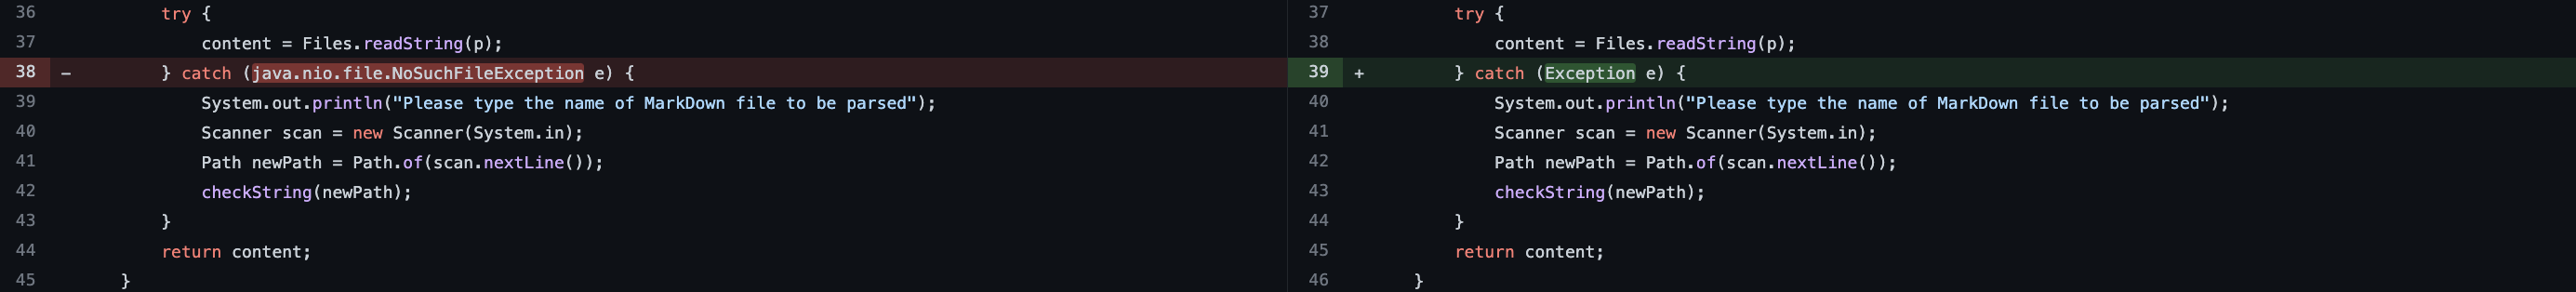 36 try {
37 content = Files.readString(p);
38 - } catch (java.nio.file.NoSuchFileException e) {
39 System.out.println("Please type the name of MarkDown file to be parsed");
40 Scanner scan = new Scanner(System.in);
41 Path newPath = Path.of(scan.nextLine());
42 checkString(newPath);
43 }
44 return content;
45 }
37 try {
38 content = Files.readString(p);
39 + } catch (Exception e) {
40 System.out.println("Please type the name of MarkDown file to be parsed");
41 Scanner scan = new Scanner(System.in);
42 Path newPath = Path.of(scan.nextLine());
43 checkString(newPath);
44 }
45 return content;
46 }